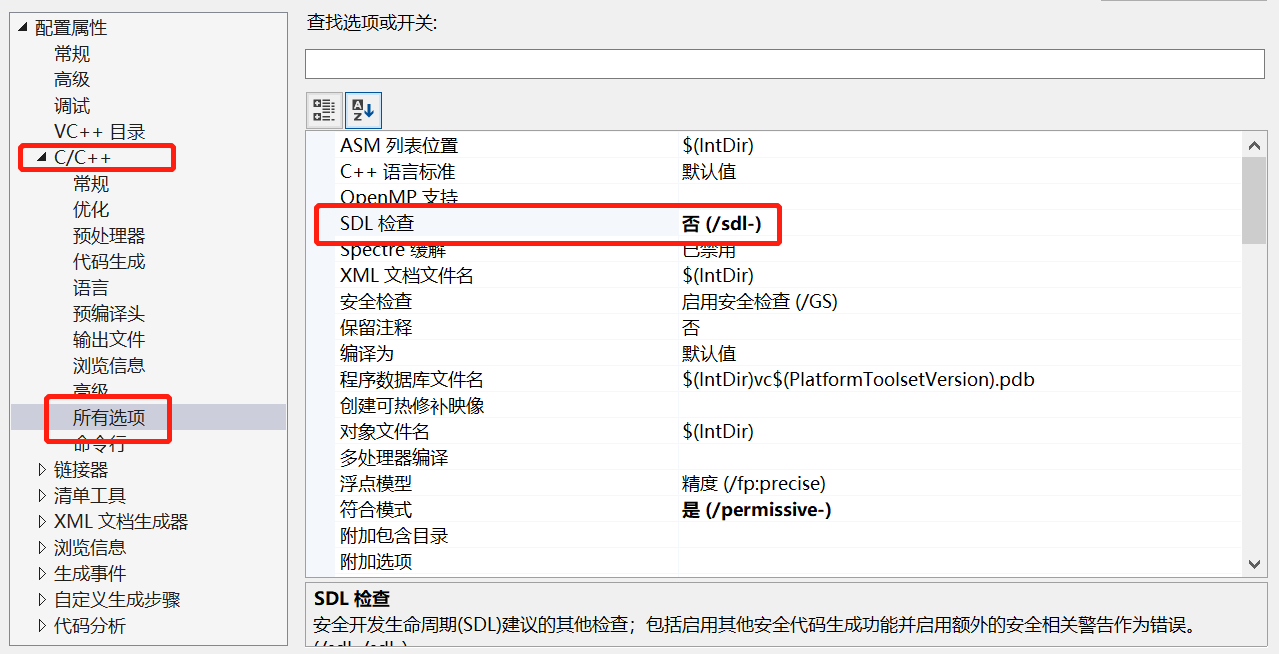 配置属性
常规
高级
调试
VC++ 目录
C/C++
常规
优化
预处理器
代码生成
语言
预编译头
输出文件
浏览信息
高级
所有选项
命令行
链接器
清单工具
XML 文档生成器
浏览信息
生成事件
自定义生成步骤
代码分析
查找选项或开关:
ASM 列表位置 $(IntDir)
C++ 语言标准 默认值
OpenMP 支持
SDL 检查 否 (/sdl-)
Spectre 缓解 已禁用
XML 文档文件名 $(IntDir)
安全检查 启用安全检查 (/GS)
保留注释 否
编译为 默认值
程序数据库文件名 $(IntDir)vc$(PlatformToolsetVersion).pdb
创建可热修补映像
对象文件名 $(IntDir)
多处理器编译
浮点模型 精度 (/fp:precise)
符合模式 是 (/permissive-)
附加包含目录
附加选项
SDL 检查
安全开发生命周期(SDL)建议的其他检查；包括启用其他安全代码生成功能并启用额外的安全相关警告作为错误。